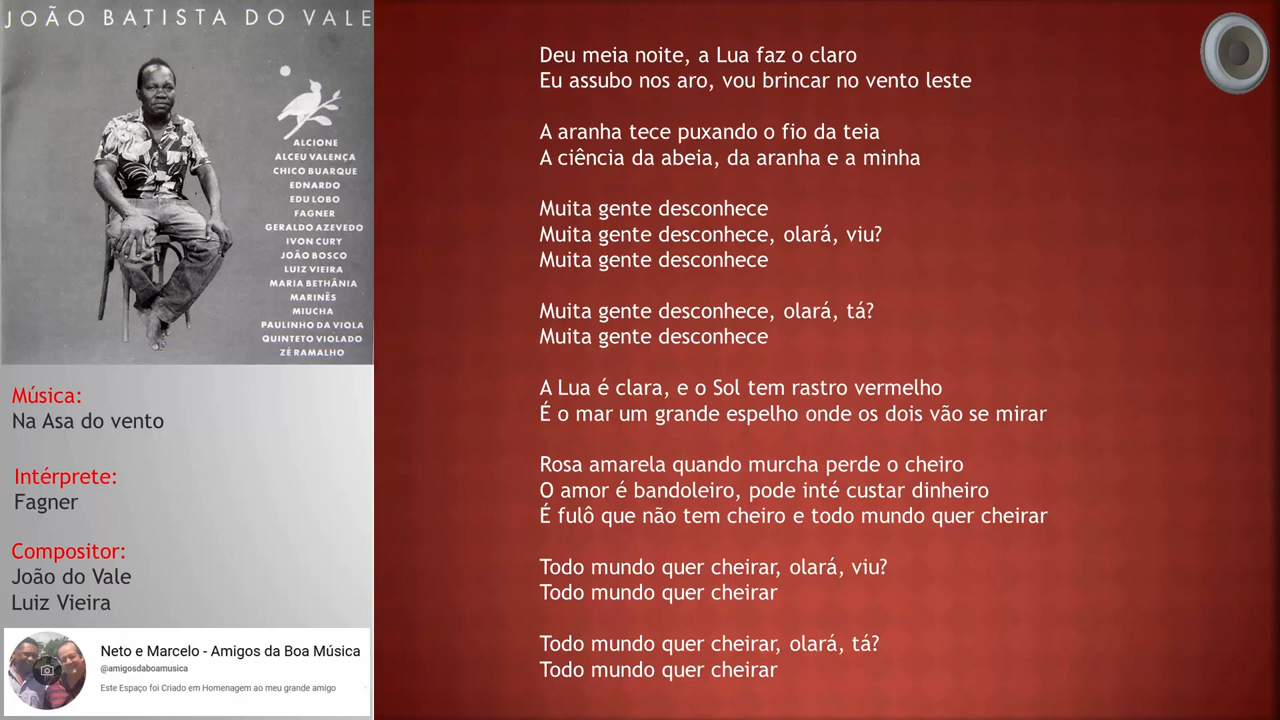 JOÃO BATISTA DO VALE
ALCIONE
ALCEU VALENÇA
CHICO BUARQUE
EDNARDO
EDU LOBO
FAGNER
GERALDO AZEVEDO
IVON CURY
JOÃO BOSCO
LUIZ VIEIRA
MARIA BETHÂNIA
MARINÊS
MIUCHA
PAULINHO DA VIOLA
QUINTETO VIOLADO
ZÉ RAMALHO
Música:
Na Asa do vento
Intérprete:
Fagner
Compositor:
João do Vale
Luiz Vieira
Neto e Marcelo - Amigos da Boa Música
@amigosdaboamusica
Este Espaço foi Criado em Homenagem ao meu grande amigo
Deu meia noite, a Lua faz o claro
Eu assubo nos aro, vou brincar no vento leste
A aranha tece puxando o fio da teia
A ciência da abeia, da aranha e a minha
Muita gente desconhece
Muita gente desconhece, olará, viu?
Muita gente desconhece
Muita gente desconhece, olará, tá?
Muita gente desconhece
A Lua é clara, e o Sol tem rastro vermelho
É o mar um grande espelho onde os dois vão se mirar
Rosa amarela quando murcha perde o cheiro
O amor é bandoleiro, pode inté custar dinheiro
É fulô que não tem cheiro e todo mundo quer cheirar
Todo mundo quer cheirar, olará, viu?
Todo mundo quer cheirar
Todo mundo quer cheirar, olará, tá?
Todo mundo quer cheirar